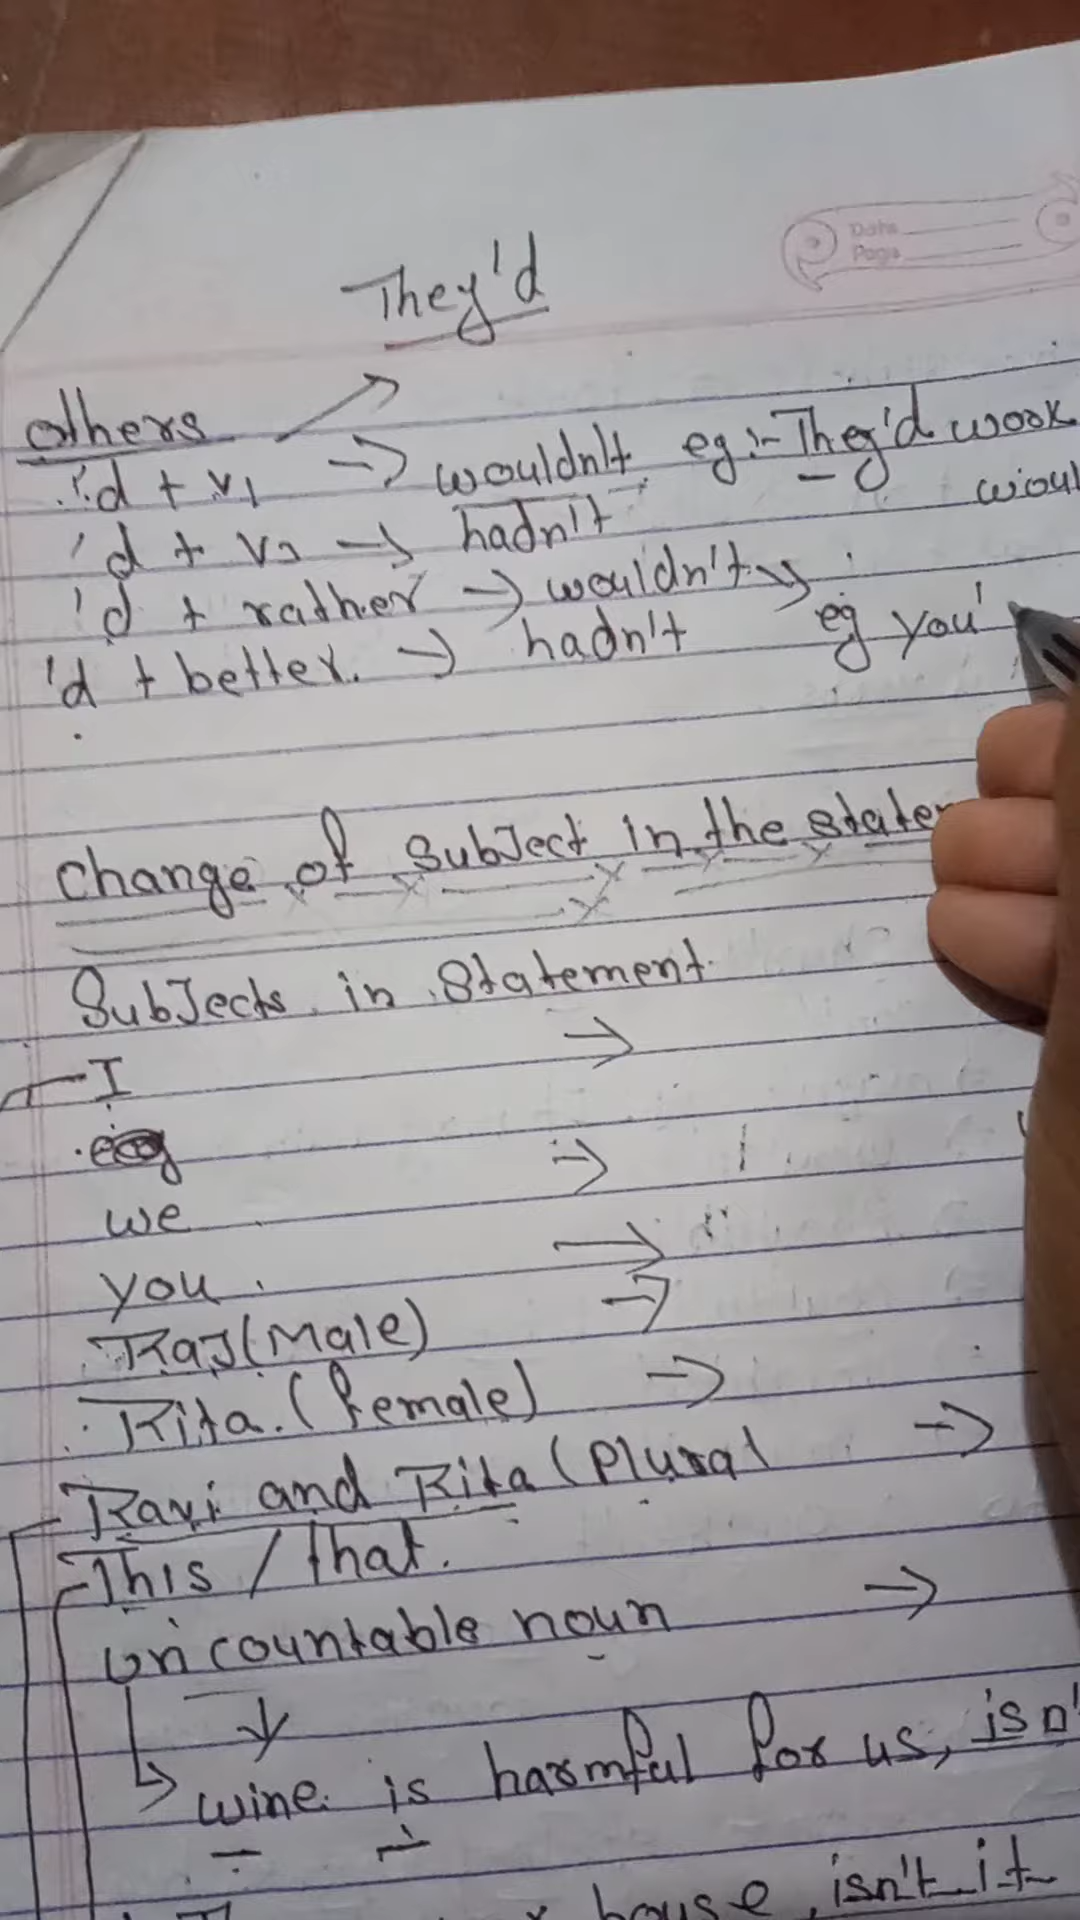 Date
Page
They'd
others
'd + v1 → wouldn't eg:- They'd wook
woul
'd + v3 → hadn't
'd + rather → wouldn't →
'd + better. → hadn't eg you'
Change of SubJect in the state
SubJects in Statement
I →
→
we
you. →
Raj (Male) →
Rita. (female) →
Ravi and Rita (Plural →
This / That.
Uncountable noun →
↓
↳ wine is harmful for us, isn'
house, isn't it